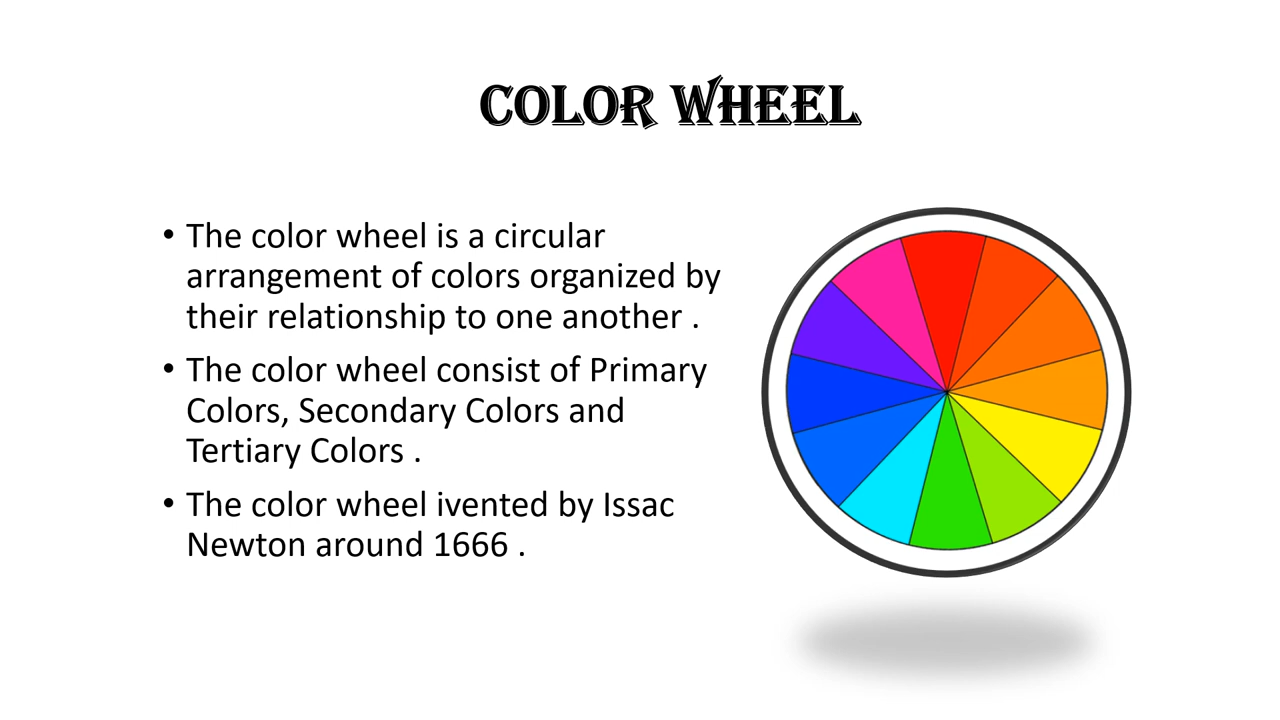 COLOR WHEEL
• The color wheel is a circular
arrangement of colors organized by
their relationship to one another .
• The color wheel consist of Primary
Colors, Secondary Colors and
Tertiary Colors .
• The color wheel ivented by Issac
Newton around 1666 .